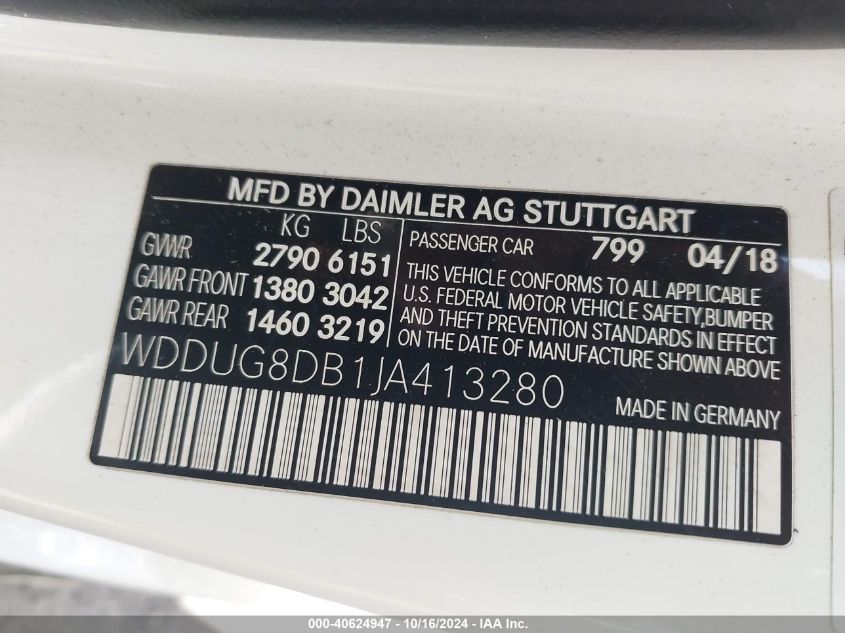 MFD BY DAIMLER AG STUTTGART
KG LBS
GVWR 2790 6151
GAWR FRONT 1380 3042
GAWR REAR 1460 3219
PASSENGER CAR 799 04/18
THIS VEHICLE CONFORMS TO ALL APPLICABLE
U.S. FEDERAL MOTOR VEHICLE SAFETY,BUMPER
AND THEFT PREVENTION STANDARDS IN EFFECT
ON THE DATE OF MANUFACTURE SHOWN ABOVE
WDDUG8DB1JA413280
MADE IN GERMANY
000-40624947 - 10/16/2024 - IAA Inc.